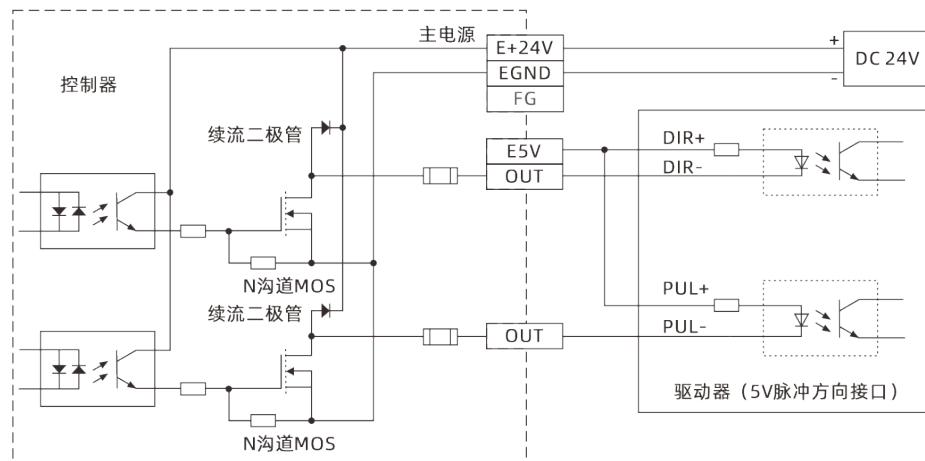 主电源
E+24V
+
DC 24V
EGND
-
控制器
FG
续流二极管
E5V
DIR+
OUT
DIR-
N沟道MOS
续流二极管
PUL+
OUT
PUL-
驱动器（5V脉冲方向接口）
N沟道MOS